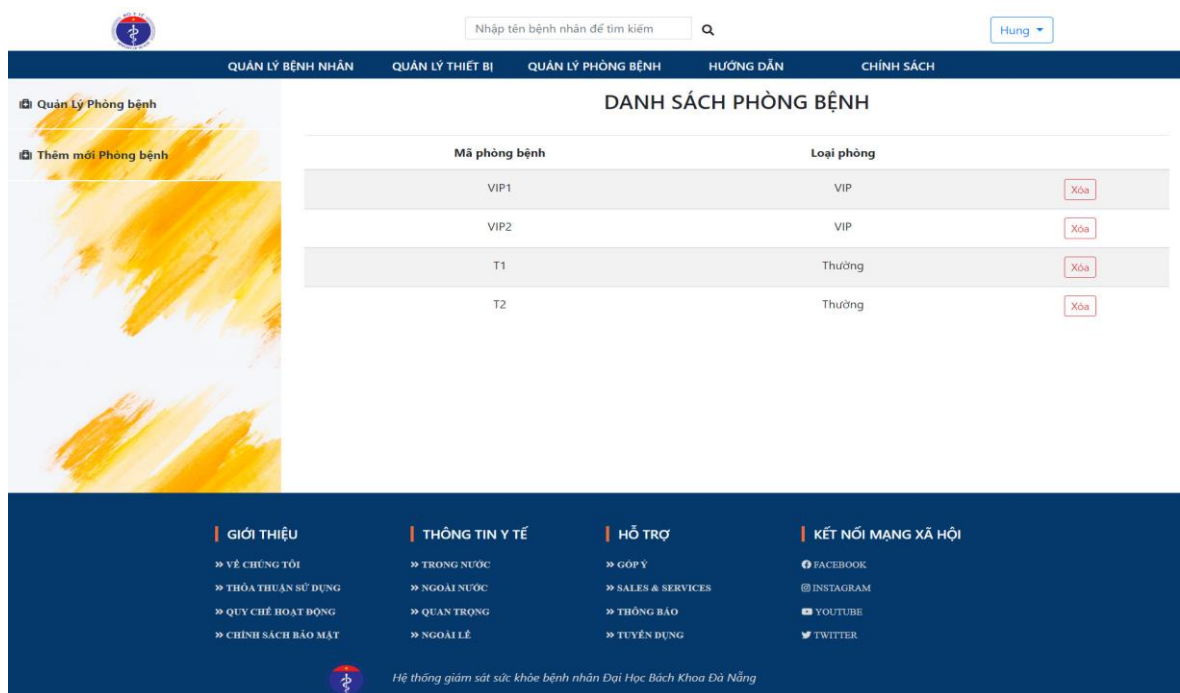 Nhập tên bệnh nhân để tìm kiếm
Hung
QUẢN LÝ BỆNH NHÂN QUẢN LÝ THIẾT BỊ QUẢN LÝ PHÒNG BỆNH HƯỚNG DẪN CHÍNH SÁCH
Quản Lý Phòng bệnh
Thêm mới Phòng bệnh
DANH SÁCH PHÒNG BỆNH
Mã phòng bệnh Loại phòng
VIP1 VIP Xóa
VIP2 VIP Xóa
T1 Thường Xóa
T2 Thường Xóa
GIỚI THIỆU
» VỀ CHÚNG TÔI
» THỎA THUẬN SỬ DỤNG
» QUY CHẾ HOẠT ĐỘNG
» CHÍNH SÁCH BẢO MẬT
THÔNG TIN Y TẾ
» TRONG NƯỚC
» NGOÀI NƯỚC
» QUAN TRỌNG
» NGOÀI LỀ
HỖ TRỢ
» GÓP Ý
» SALES & SERVICES
» THÔNG BÁO
» TUYỂN DỤNG
KẾT NỐI MẠNG XÃ HỘI
FACEBOOK
INSTAGRAM
YOUTUBE
TWITTER
Hệ thống giám sát sức khỏe bệnh nhân Đại Học Bách Khoa Đà Nẵng